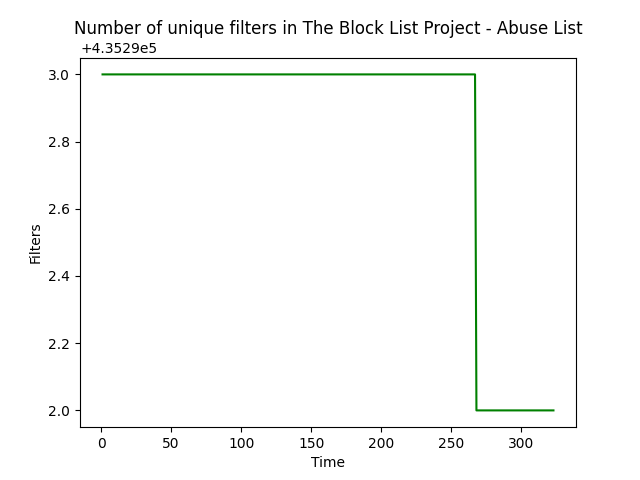 Number of unique filters in The Block List Project - Abuse List
+4.3529e5
3.0
2.8
2.6
2.4
2.2
2.0
Filters
0 50 100 150 200 250 300
Time